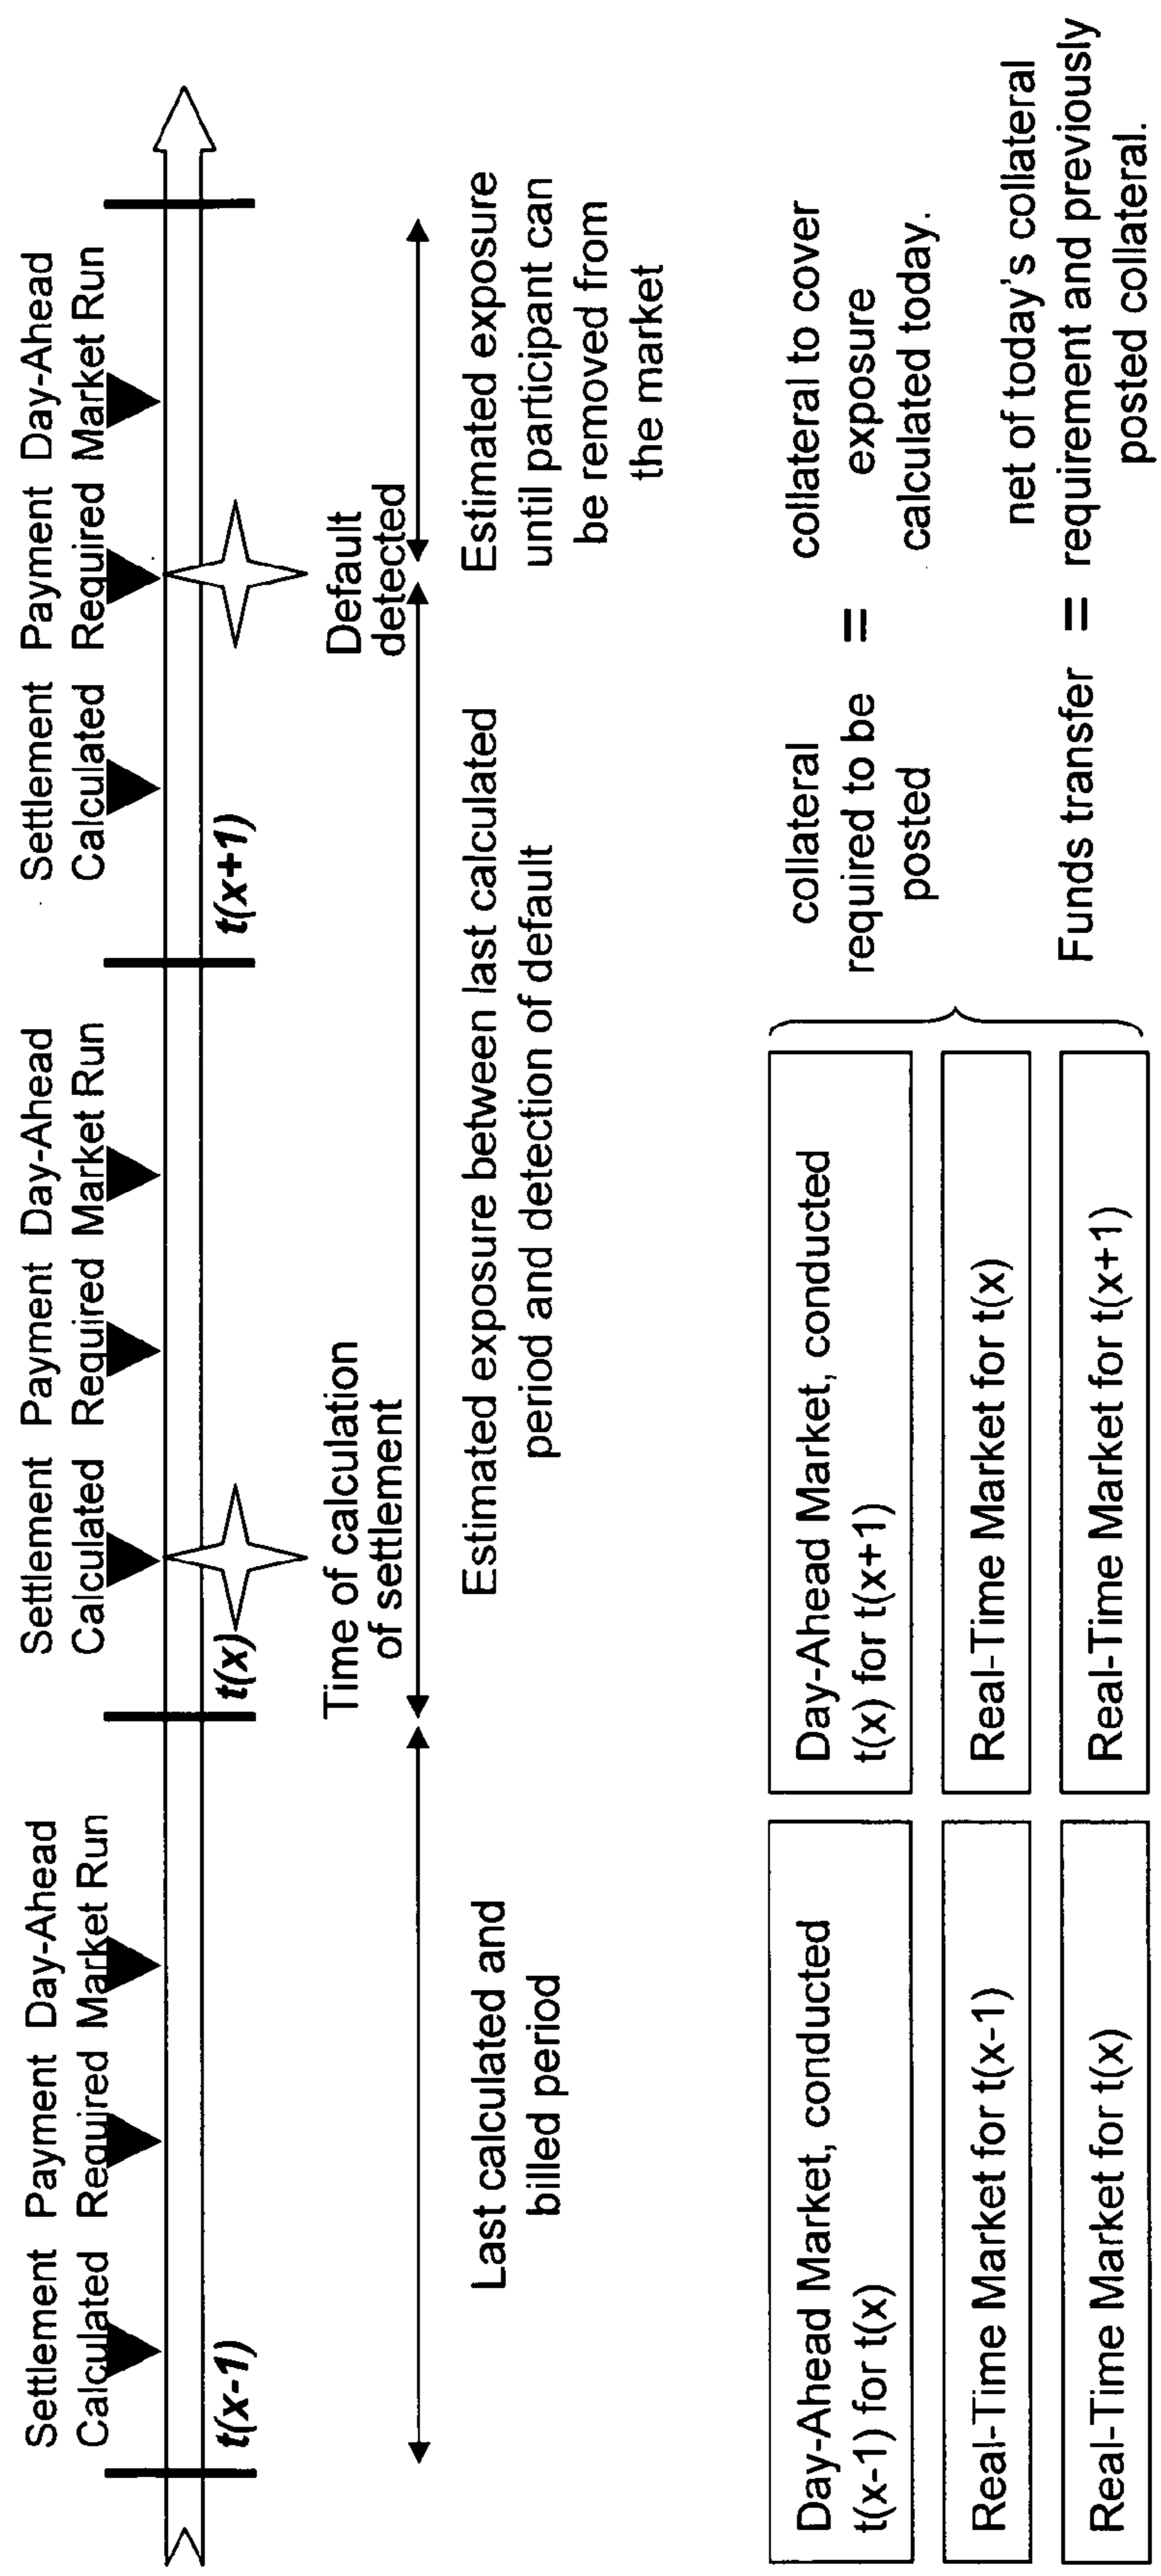 Settlement
Calculated
Payment
Required
Day-Ahead
Market Run
Settlement
Calculated
Payment
Required
Day-Ahead
Market Run
Settlement
Calculated
Payment
Required
Day-Ahead
Market Run
t(x-1)
t(x)
t(x+1)
Time of calculation
of settlement
Default
detected
Last calculated and
billed period
Estimated exposure between last calculated
period and detection of default
Estimated exposure
until participant can
be removed from
the market
Day-Ahead Market, conducted
t(x-1) for t(x)
Real-Time Market for t(x-1)
Real-Time Market for t(x)
Day-Ahead Market, conducted
t(x) for t(x+1)
Real-Time Market for t(x)
Real-Time Market for t(x+1)
collateral
required to be
posted
=
collateral to cover
exposure
calculated today.
Funds transfer
=
net of today's collateral
requirement and previously
posted collateral.